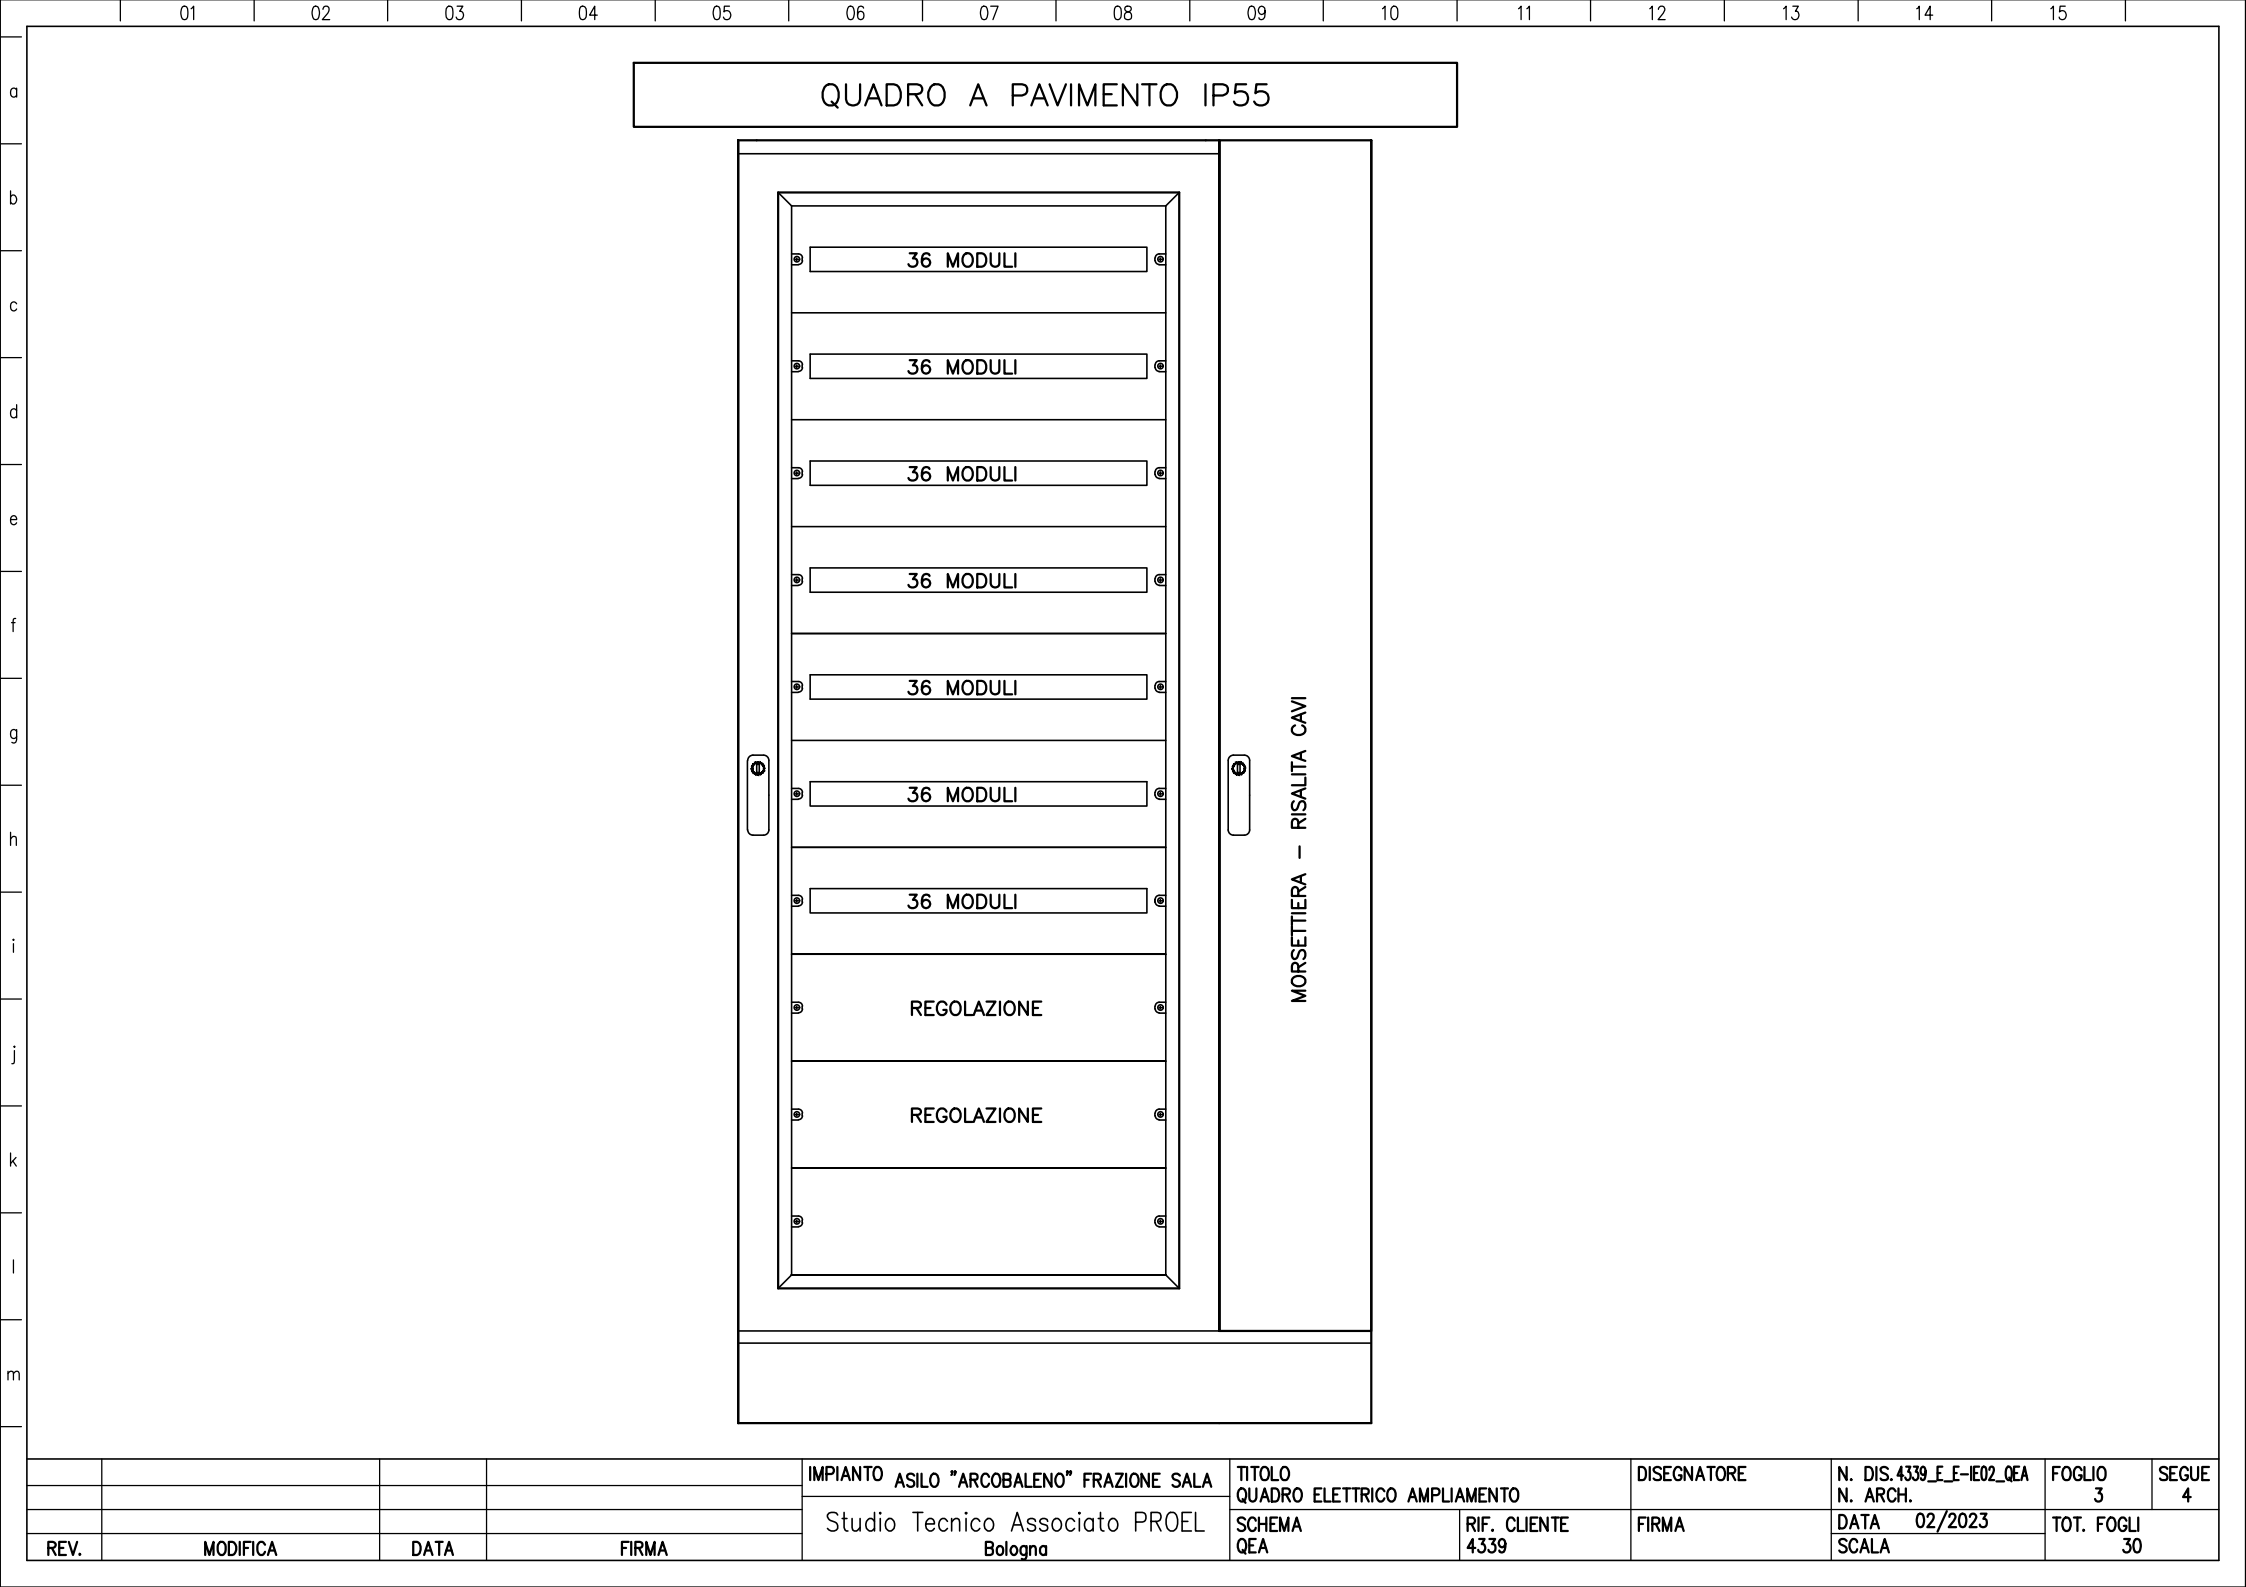 01 02 03 04 05 06 07 08 09 10 11 12 13 14 15
a
b
c
d
e
f
g
h
i
j
k
l
m
QUADRO A PAVIMENTO IP55
36 MODULI
36 MODULI
36 MODULI
36 MODULI
36 MODULI
36 MODULI
36 MODULI
REGOLAZIONE
REGOLAZIONE
MORSETTIERA - RISALITA CAVI
REV. MODIFICA DATA FIRMA
IMPIANTO ASILO "ARCOBALENO" FRAZIONE SALA
Studio Tecnico Associato PROEL
Bologna
TITOLO
QUADRO ELETTRICO AMPLIAMENTO
SCHEMA
QEA
RIF. CLIENTE
4339
DISEGNATORE
FIRMA
N. DIS. 4339_E_E-IE02_QEA
N. ARCH.
DATA 02/2023
SCALA
FOGLIO
3
SEGUE
4
TOT. FOGLI
30